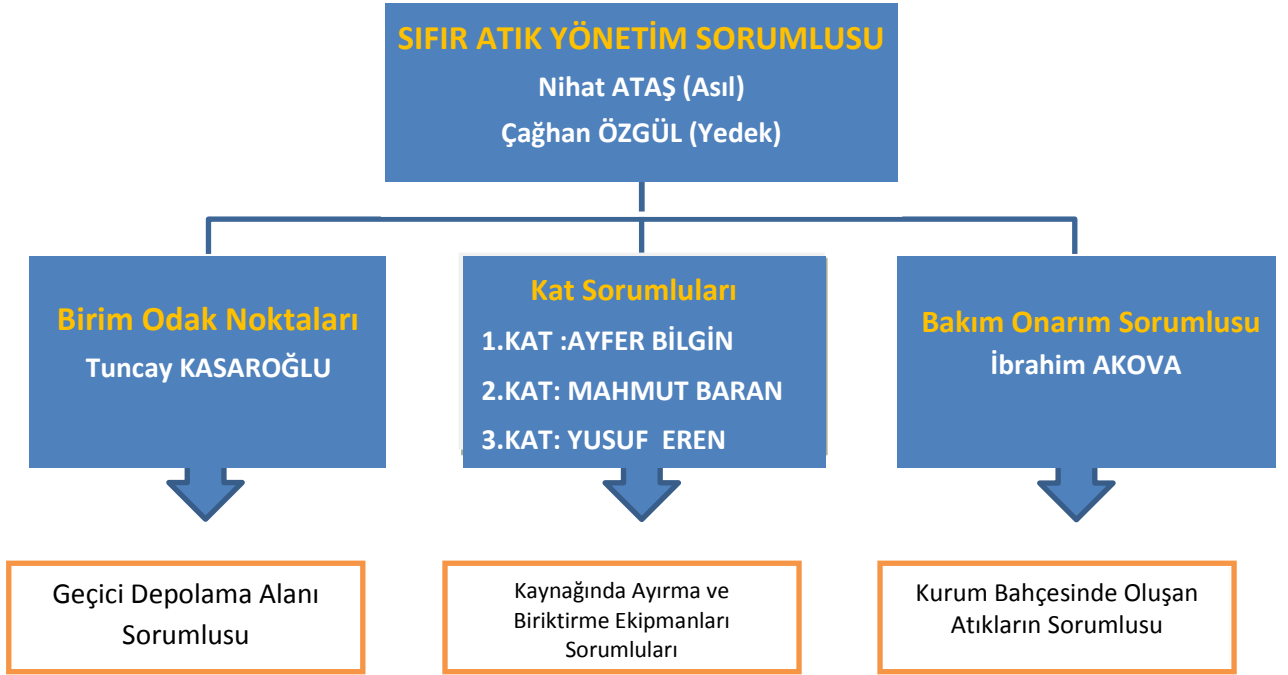 SIFIR ATIK YÖNETİM SORUMLUSU
Nihat ATAŞ (Asıl)
Çağhan ÖZGÜL (Yedek)
Birim Odak Noktaları
Tuncay KASAROĞLU
Kat Sorumluları
1.KAT :AYFER BİLGİN
2.KAT: MAHMUT BARAN
3.KAT: YUSUF  EREN
Bakım Onarım Sorumlusu
İbrahim AKOVA
Geçici Depolama Alanı
Sorumlusu
Kaynağında Ayırma ve
Biriktirme Ekipmanları
Sorumluları
Kurum Bahçesinde Oluşan
Atıkların Sorumlusu